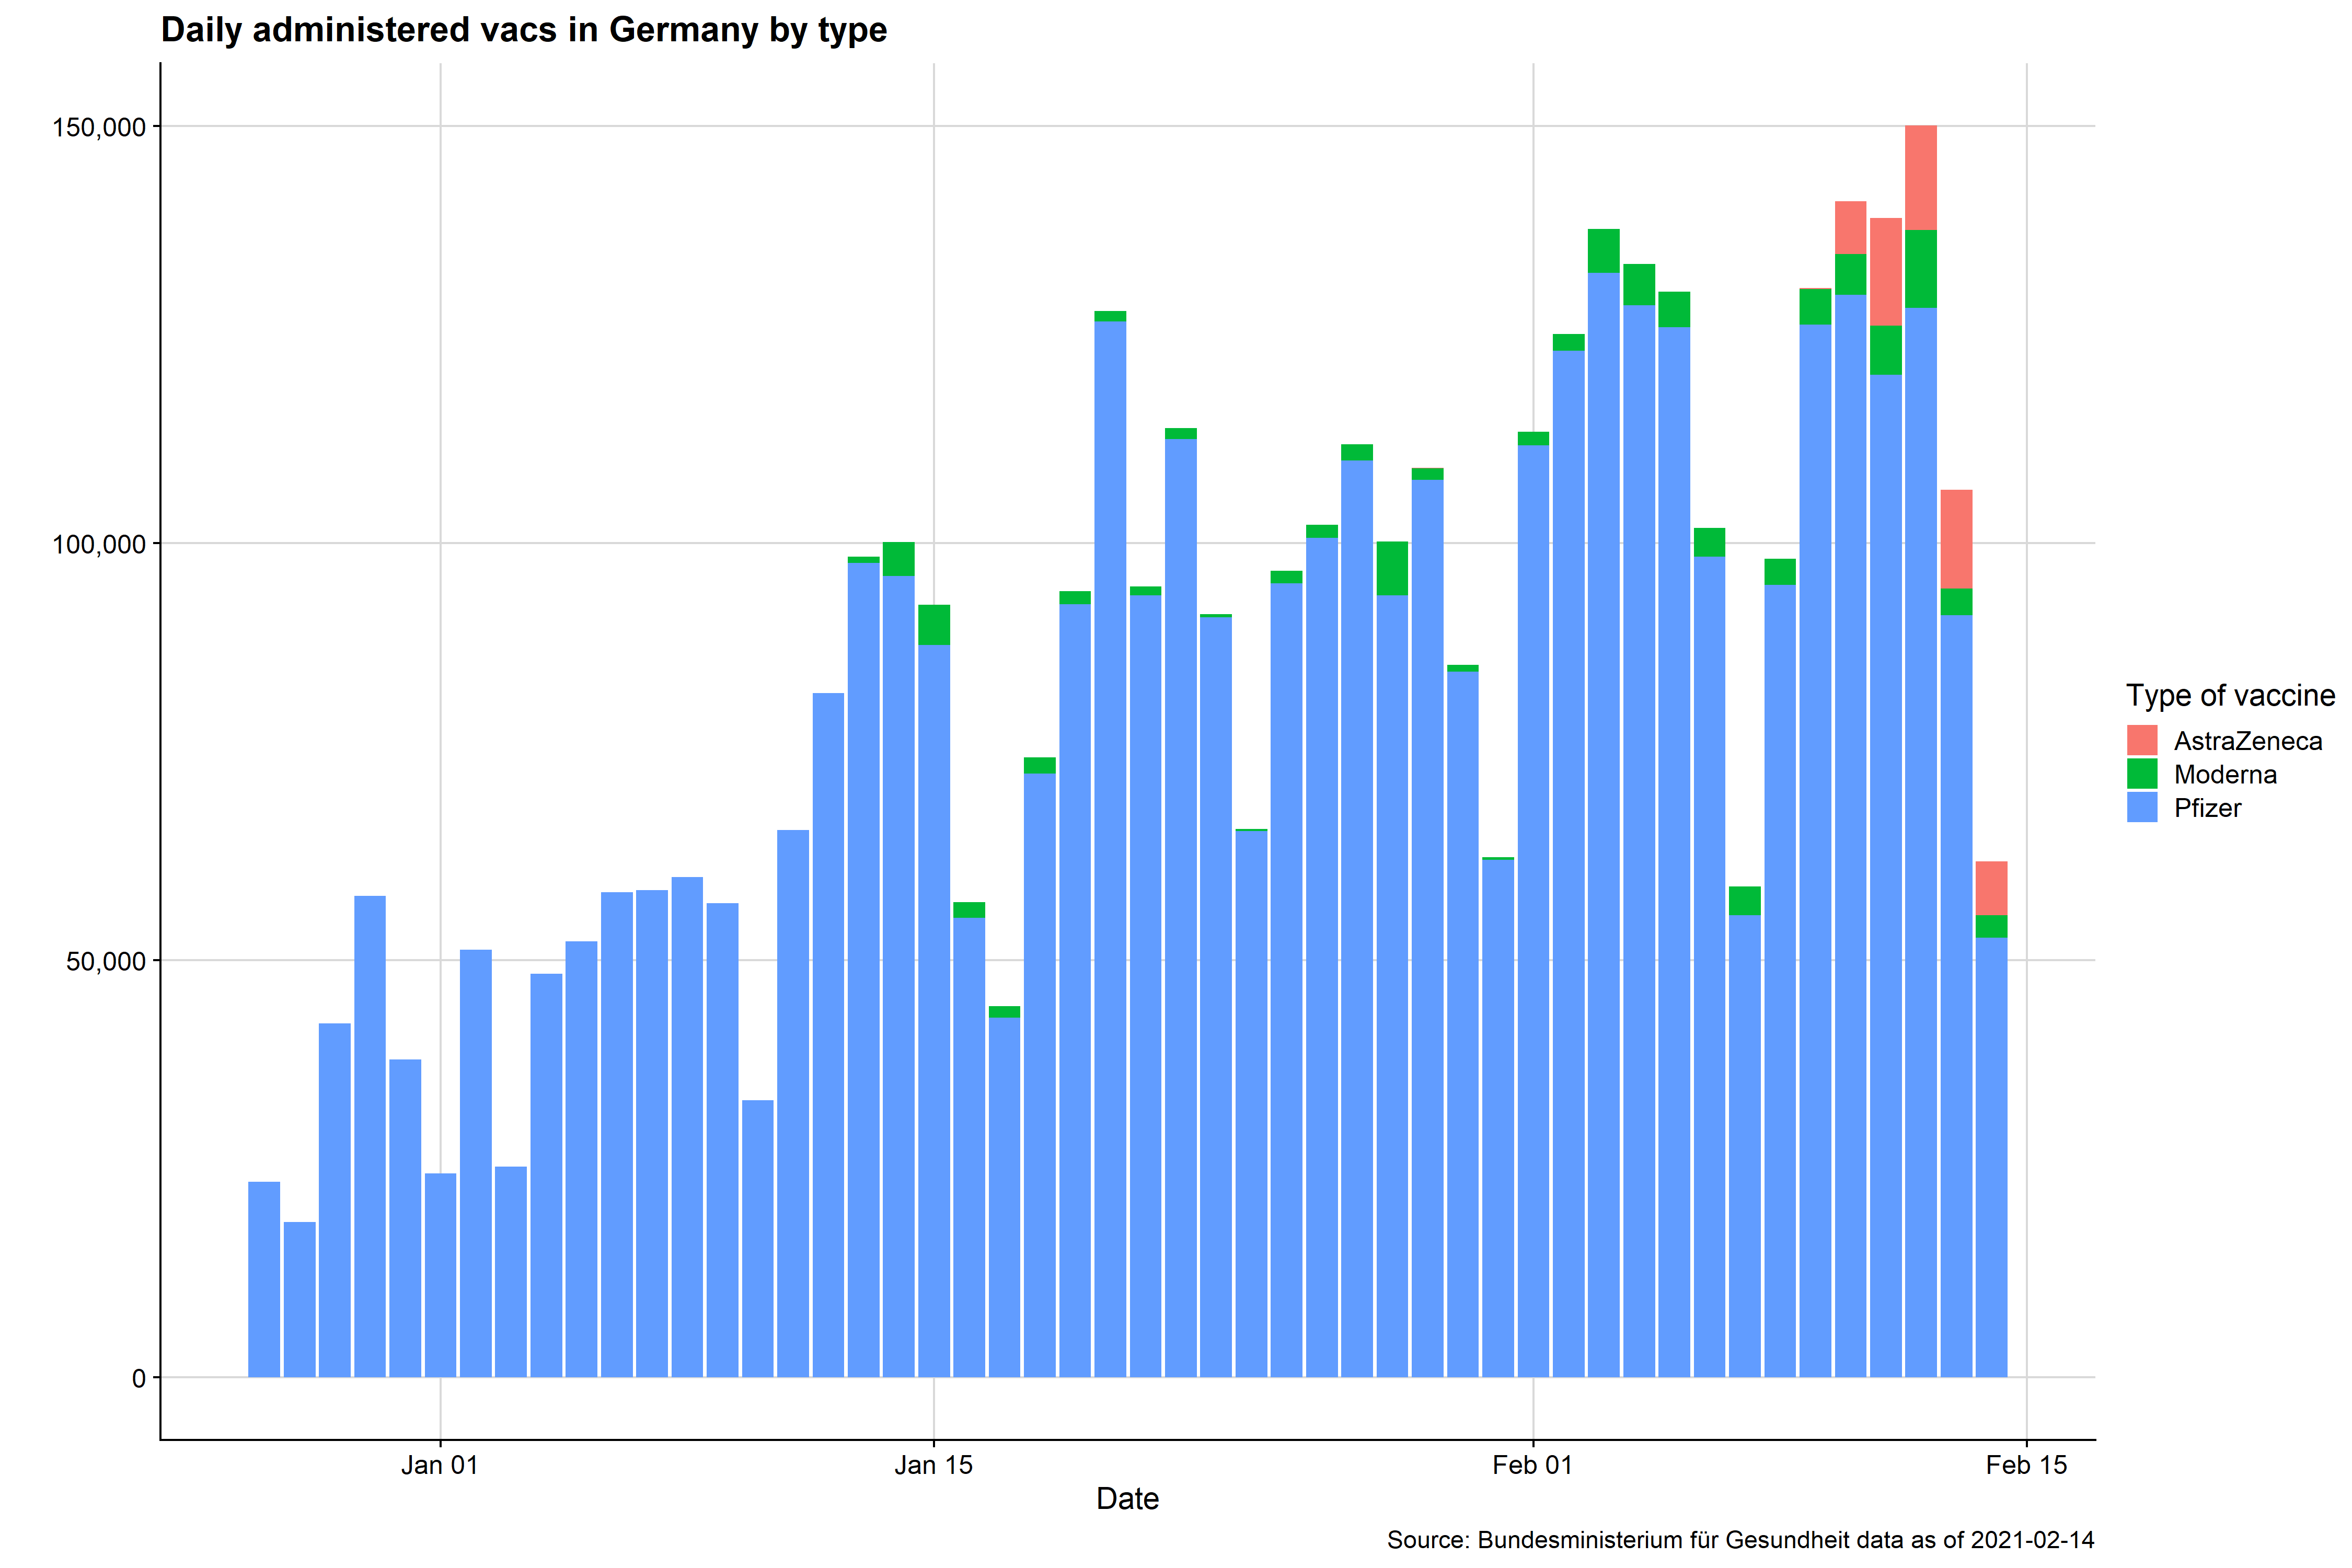 Daily administered vacs in Germany by type
150,000
100,000
50,000
0
Jan 01
Jan 15
Feb 01
Feb 15
Date
Type of vaccine
AstraZeneca
Moderna
Pfizer
Source: Bundesministerium für Gesundheit data as of 2021-02-14